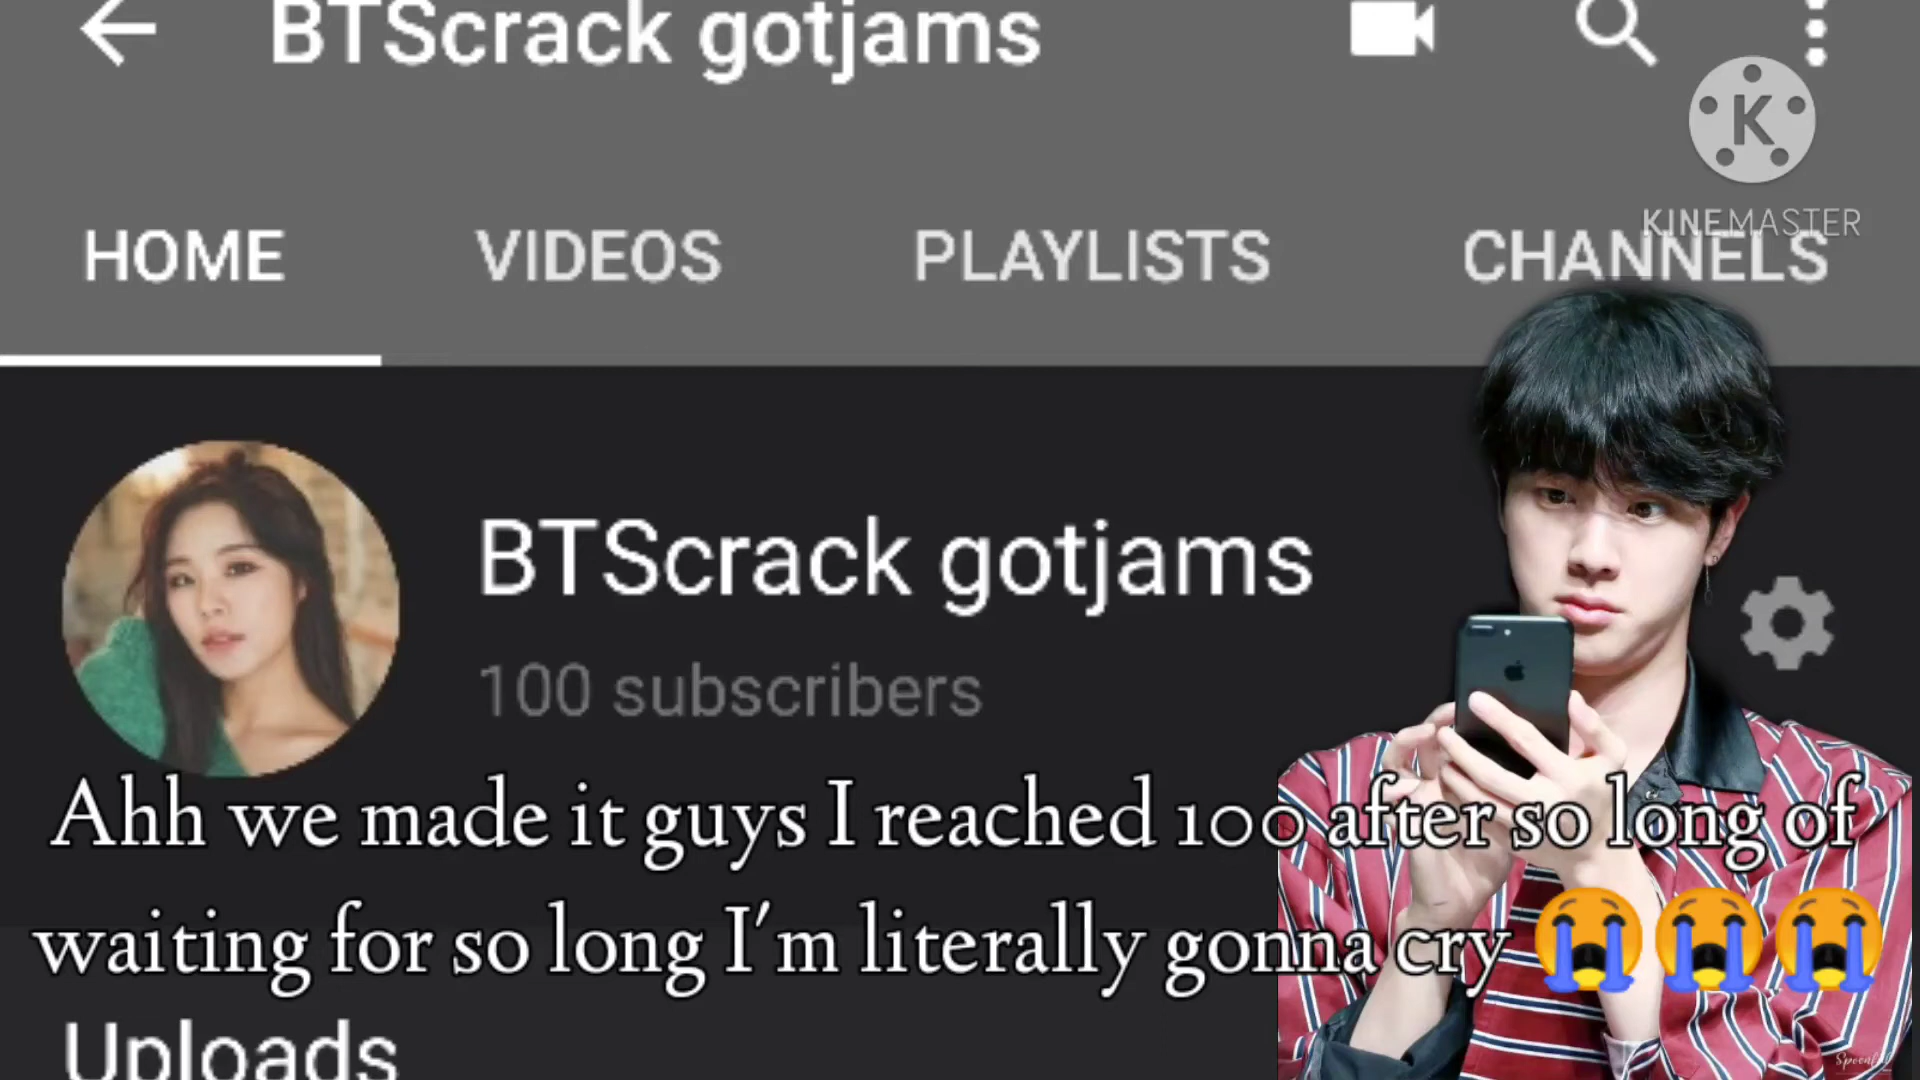 BTScrack gotjams
K
KINEMASTER
HOME VIDEOS PLAYLISTS CHANNELS
BTScrack gotjams
100 subscribers
Ahh we made it guys I reached 100 after so long of
waiting for so long I'm literally gonna cry 😭😭😭
Uploads